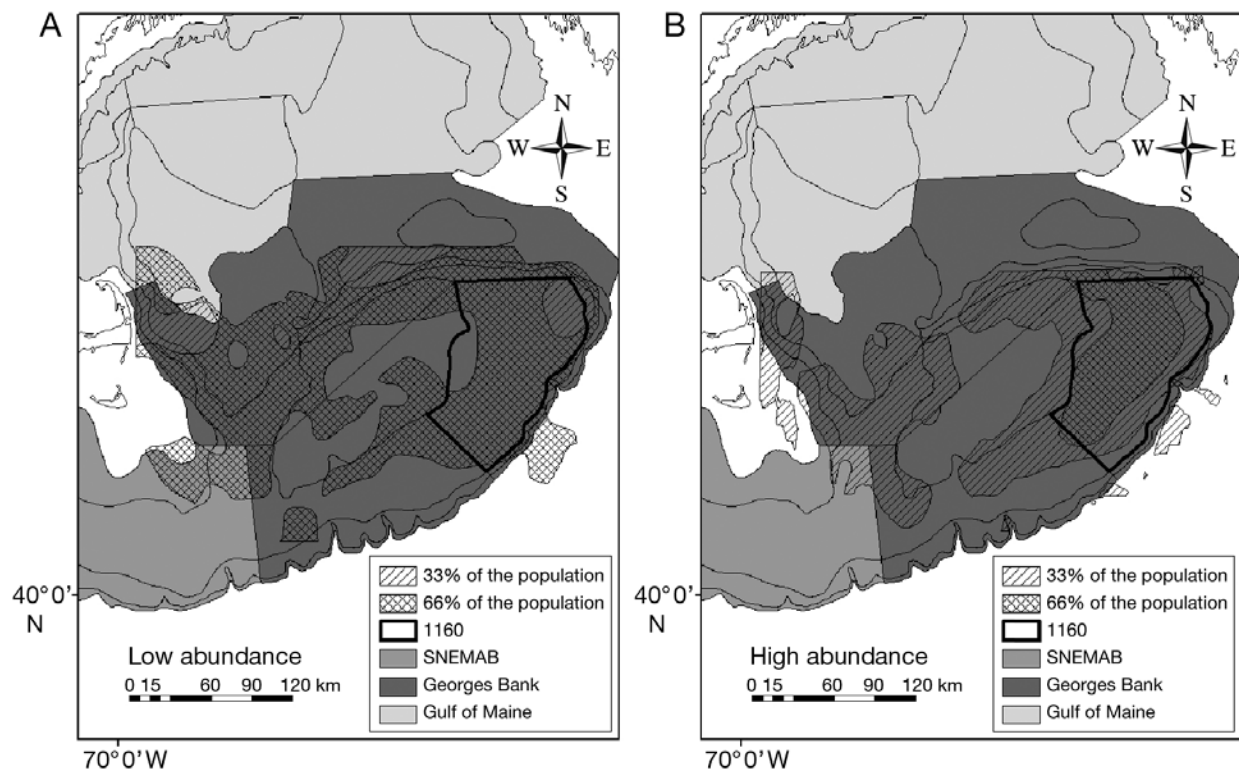 A
N
W E
S
33% of the population
66% of the population
1160
SNEMAB
Georges Bank
Gulf of Maine
Low abundance
0 15 30 60 90 120 km
40°0'
N
70°0'W
B
N
W E
S
33% of the population
66% of the population
1160
SNEMAB
Georges Bank
Gulf of Maine
High abundance
0 15 30 60 90 120 km
40°0'
N
70°0'W